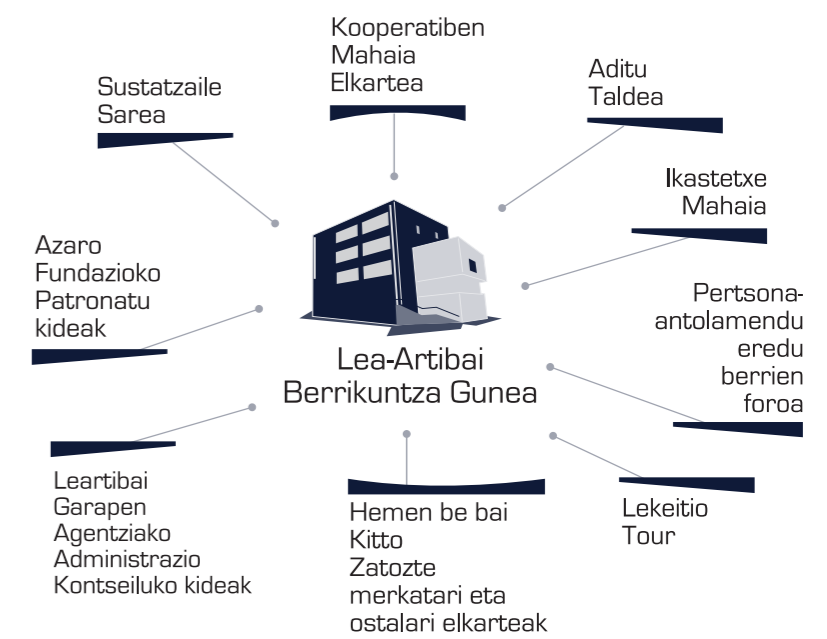 Kooperatiben
Mahaia
Elkartea
Sustatzaile
Sarea
Aditu
Taldea
Ikastetxe
Mahaia
Azaro
Fundazioko
Patronatu
kideak
Pertsona-
antolamendu
eredu
berrien
foroa
Lea-Artibai
Berrikuntza Gunea
Leartibai
Garapen
Agentziako
Administrazio
Kontseiluko kideak
Hemen be bai
Kitto
Zatozte
merkatari eta
ostalari elkarteak
Lekeitio
Tour